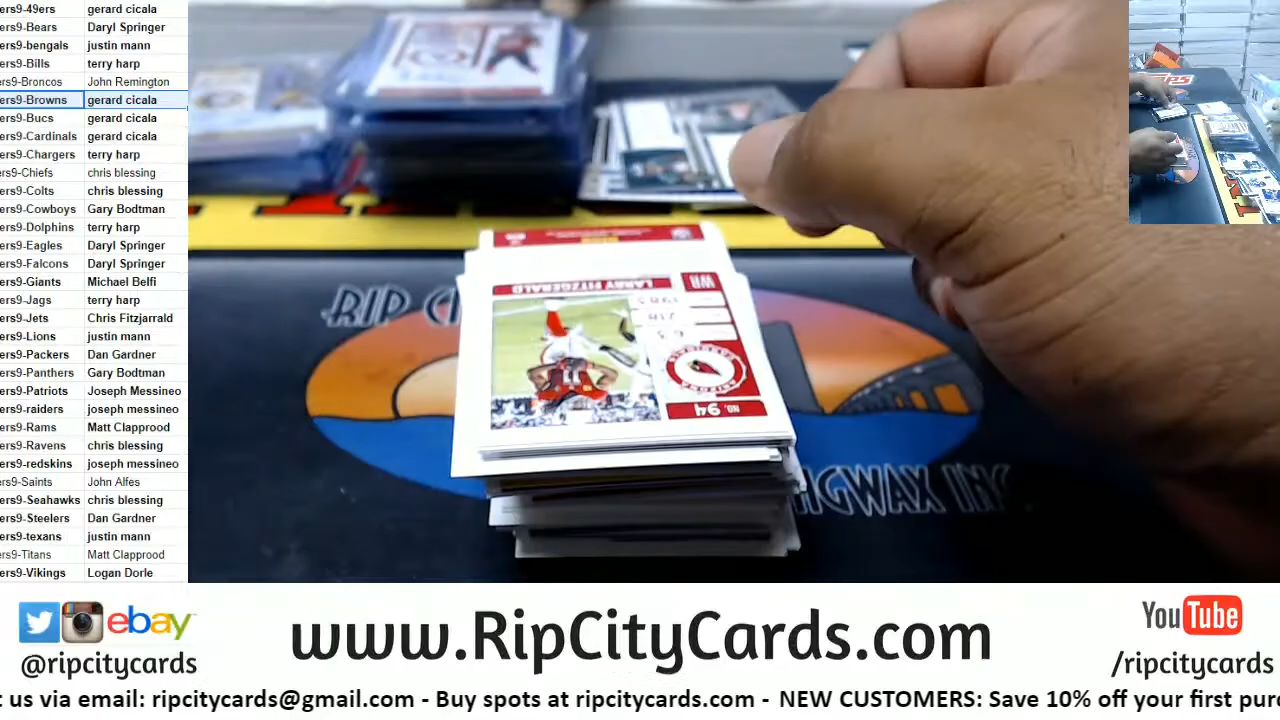 ers9-49ers gerard cicala
ers9-Bears Daryl Springer
ers9-bengals justin mann
ers9-Bills terry harp
ers9-Broncos John Remington
ers9-Browns gerard cicala
ers9-Bucs gerard cicala
ers9-Cardinals gerard cicala
ers9-Chargers terry harp
ers9-Chiefs chris blessing
ers9-Colts chris blessing
ers9-Cowboys Gary Bodtman
ers9-Dolphins terry harp
ers9-Eagles Daryl Springer
ers9-Falcons Daryl Springer
ers9-Giants Michael Belfi
ers9-Jags terry harp
ers9-Jets Chris Fitzjarrald
ers9-Lions justin mann
ers9-Packers Dan Gardner
ers9-Panthers Gary Bodtman
ers9-Patriots Joseph Messineo
ers9-raiders joseph messineo
ers9-Rams Matt Clapprood
ers9-Ravens chris blessing
ers9-redskins joseph messineo
ers9-Saints John Alfes
ers9-Seahawks chris blessing
ers9-Steelers Dan Gardner
ers9-texans justin mann
ers9-Titans Matt Clapprood
ers9-Vikings Logan Dorle
RIP C
WR
LARRY FITZGERALD
NO. 94
IGWAX INC
ebay
@ripcitycards
www.RipCityCards.com
YouTube
/ripcitycards
t us via email: ripcitycards@gmail.com - Buy spots at ripcitycards.com - NEW CUSTOMERS: Save 10% off your first pur